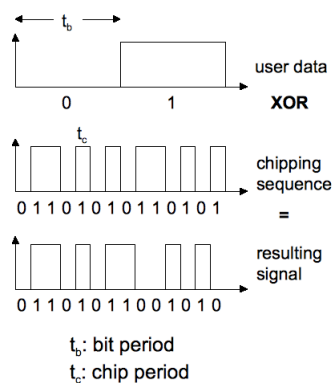 t_b
user data
0 1 XOR
t_c
chipping
sequence
0 1 1 0 1 0 1 0 1 1 0 1 0 1
=
resulting
signal
0 1 1 0 1 0 1 1 0 0 1 0 1 0
t_b: bit period
t_c: chip period